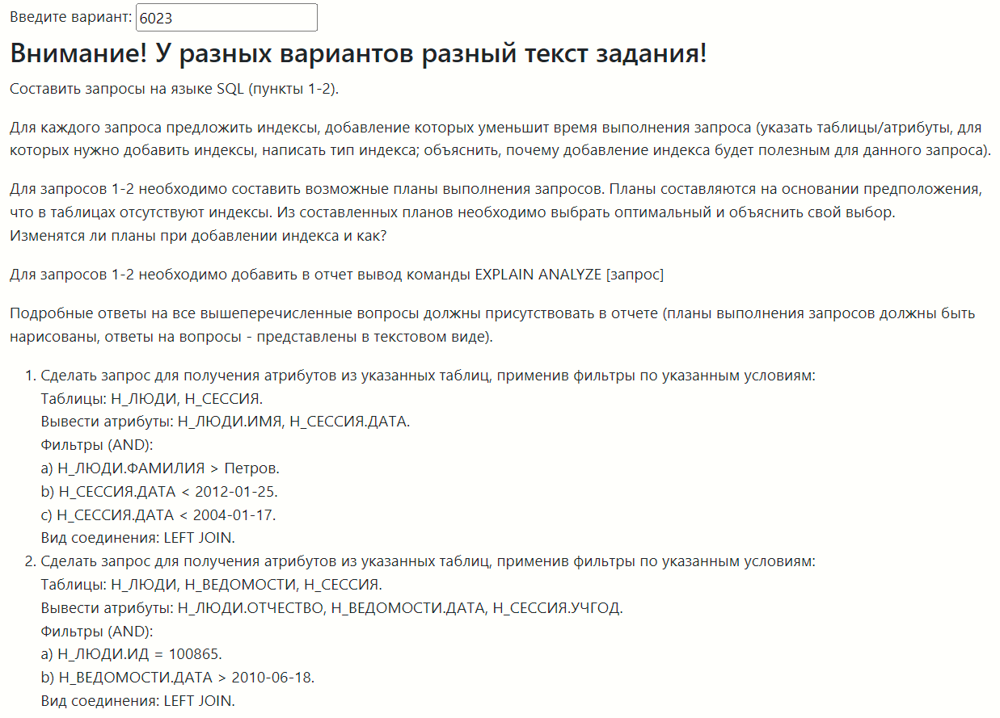 Введите вариант: 6023
Внимание! У разных вариантов разный текст задания!
Составить запросы на языке SQL (пункты 1-2).
Для каждого запроса предложить индексы, добавление которых уменьшит время выполнения запроса (указать таблицы/атрибуты, для
которых нужно добавить индексы, написать тип индекса; объяснить, почему добавление индекса будет полезным для данного запроса).
Для запросов 1-2 необходимо составить возможные планы выполнения запросов. Планы составляются на основании предположения,
что в таблицах отсутствуют индексы. Из составленных планов необходимо выбрать оптимальный и объяснить свой выбор.
Изменятся ли планы при добавлении индекса и как?
Для запросов 1-2 необходимо добавить в отчет вывод команды EXPLAIN ANALYZE [запрос]
Подробные ответы на все вышеперечисленные вопросы должны присутствовать в отчете (планы выполнения запросов должны быть
нарисованы, ответы на вопросы - представлены в текстовом виде).
1. Сделать запрос для получения атрибутов из указанных таблиц, применив фильтры по указанным условиям:
Таблицы: Н_ЛЮДИ, Н_СЕССИЯ.
Вывести атрибуты: Н_ЛЮДИ.ИМЯ, Н_СЕССИЯ.ДАТА.
Фильтры (AND):
a) Н_ЛЮДИ.ФАМИЛИЯ > Петров.
b) Н_СЕССИЯ.ДАТА < 2012-01-25.
c) Н_СЕССИЯ.ДАТА < 2004-01-17.
Вид соединения: LEFT JOIN.
2. Сделать запрос для получения атрибутов из указанных таблиц, применив фильтры по указанным условиям:
Таблицы: Н_ЛЮДИ, Н_ВЕДОМОСТИ, Н_СЕССИЯ.
Вывести атрибуты: Н_ЛЮДИ.ОТЧЕСТВО, Н_ВЕДОМОСТИ.ДАТА, Н_СЕССИЯ.УЧГОД.
Фильтры (AND):
a) Н_ЛЮДИ.ИД = 100865.
b) Н_ВЕДОМОСТИ.ДАТА > 2010-06-18.
Вид соединения: LEFT JOIN.